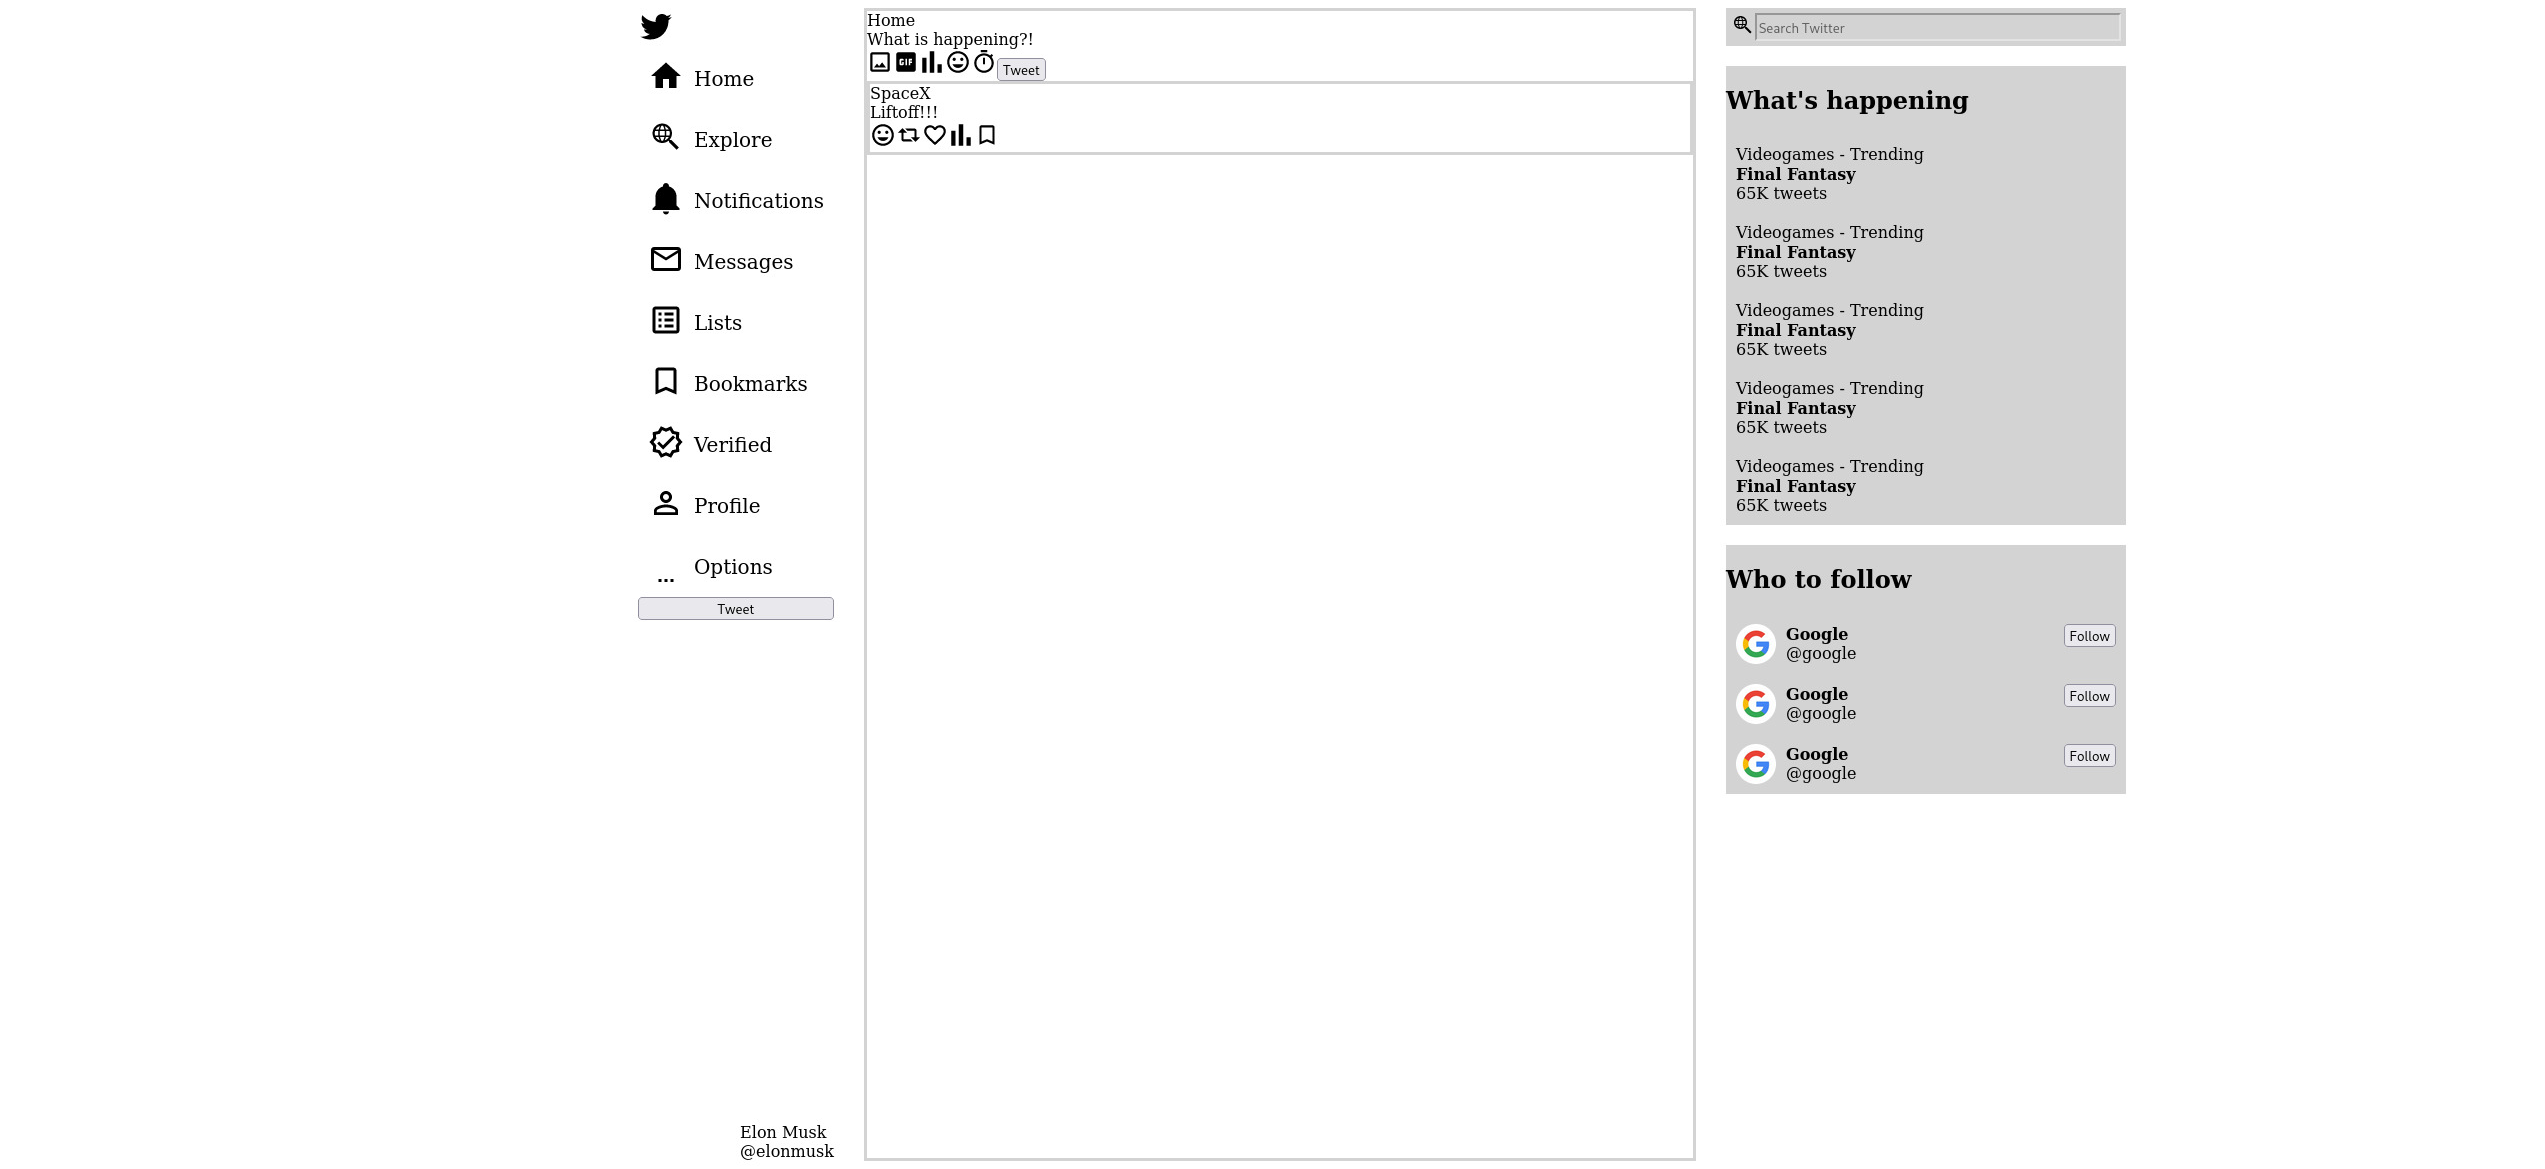 Home
Explore
Notifications
Messages
Lists
Bookmarks
Verified
Profile
... Options
Tweet
Elon Musk
@elonmusk
Home
What is happening?!
GIF
Tweet
SpaceX
Liftoff!!!
Search Twitter
What's happening
Videogames - Trending
Final Fantasy
65K tweets
Videogames - Trending
Final Fantasy
65K tweets
Videogames - Trending
Final Fantasy
65K tweets
Videogames - Trending
Final Fantasy
65K tweets
Videogames - Trending
Final Fantasy
65K tweets
Who to follow
Google
@google
Follow
Google
@google
Follow
Google
@google
Follow